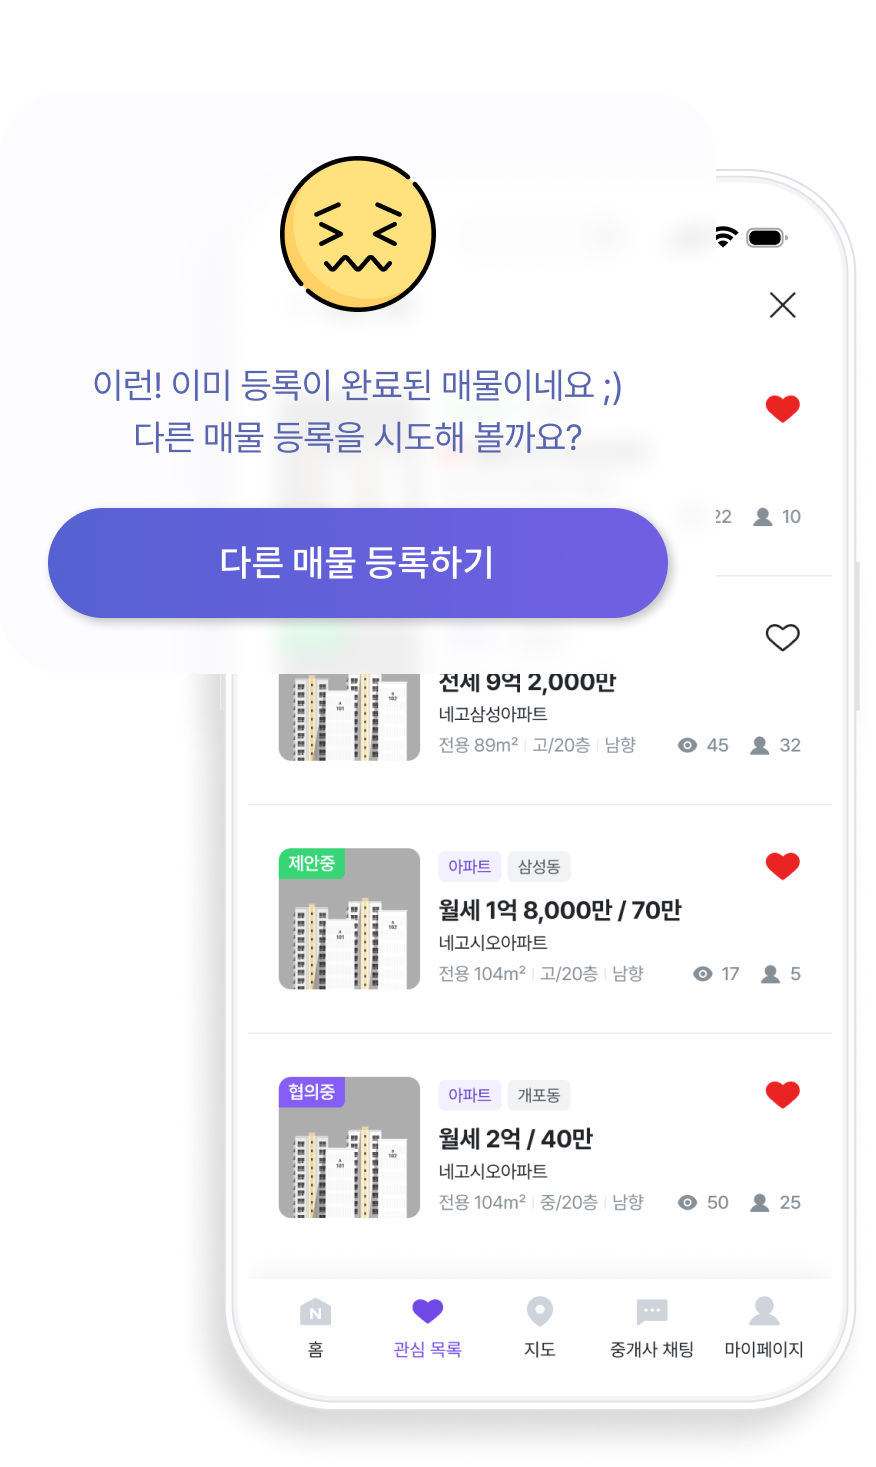 이런! 이미 등록이 완료된 매물이네요 ;)
다른 매물 등록을 시도해 볼까요?
다른 매물 등록하기
22 10
전세 9억 2,000만
네고삼성아파트
전용 89m² 고/20층 남향 45 32
제안중
아파트 삼성동
월세 1억 8,000만 / 70만
네고시오아파트
전용 104m² 고/20층 남향 17 5
협의중
아파트 개포동
월세 2억 / 40만
네고시오아파트
전용 104m² 중/20층 남향 50 25
홈 관심 목록 지도 중개사 채팅 마이페이지